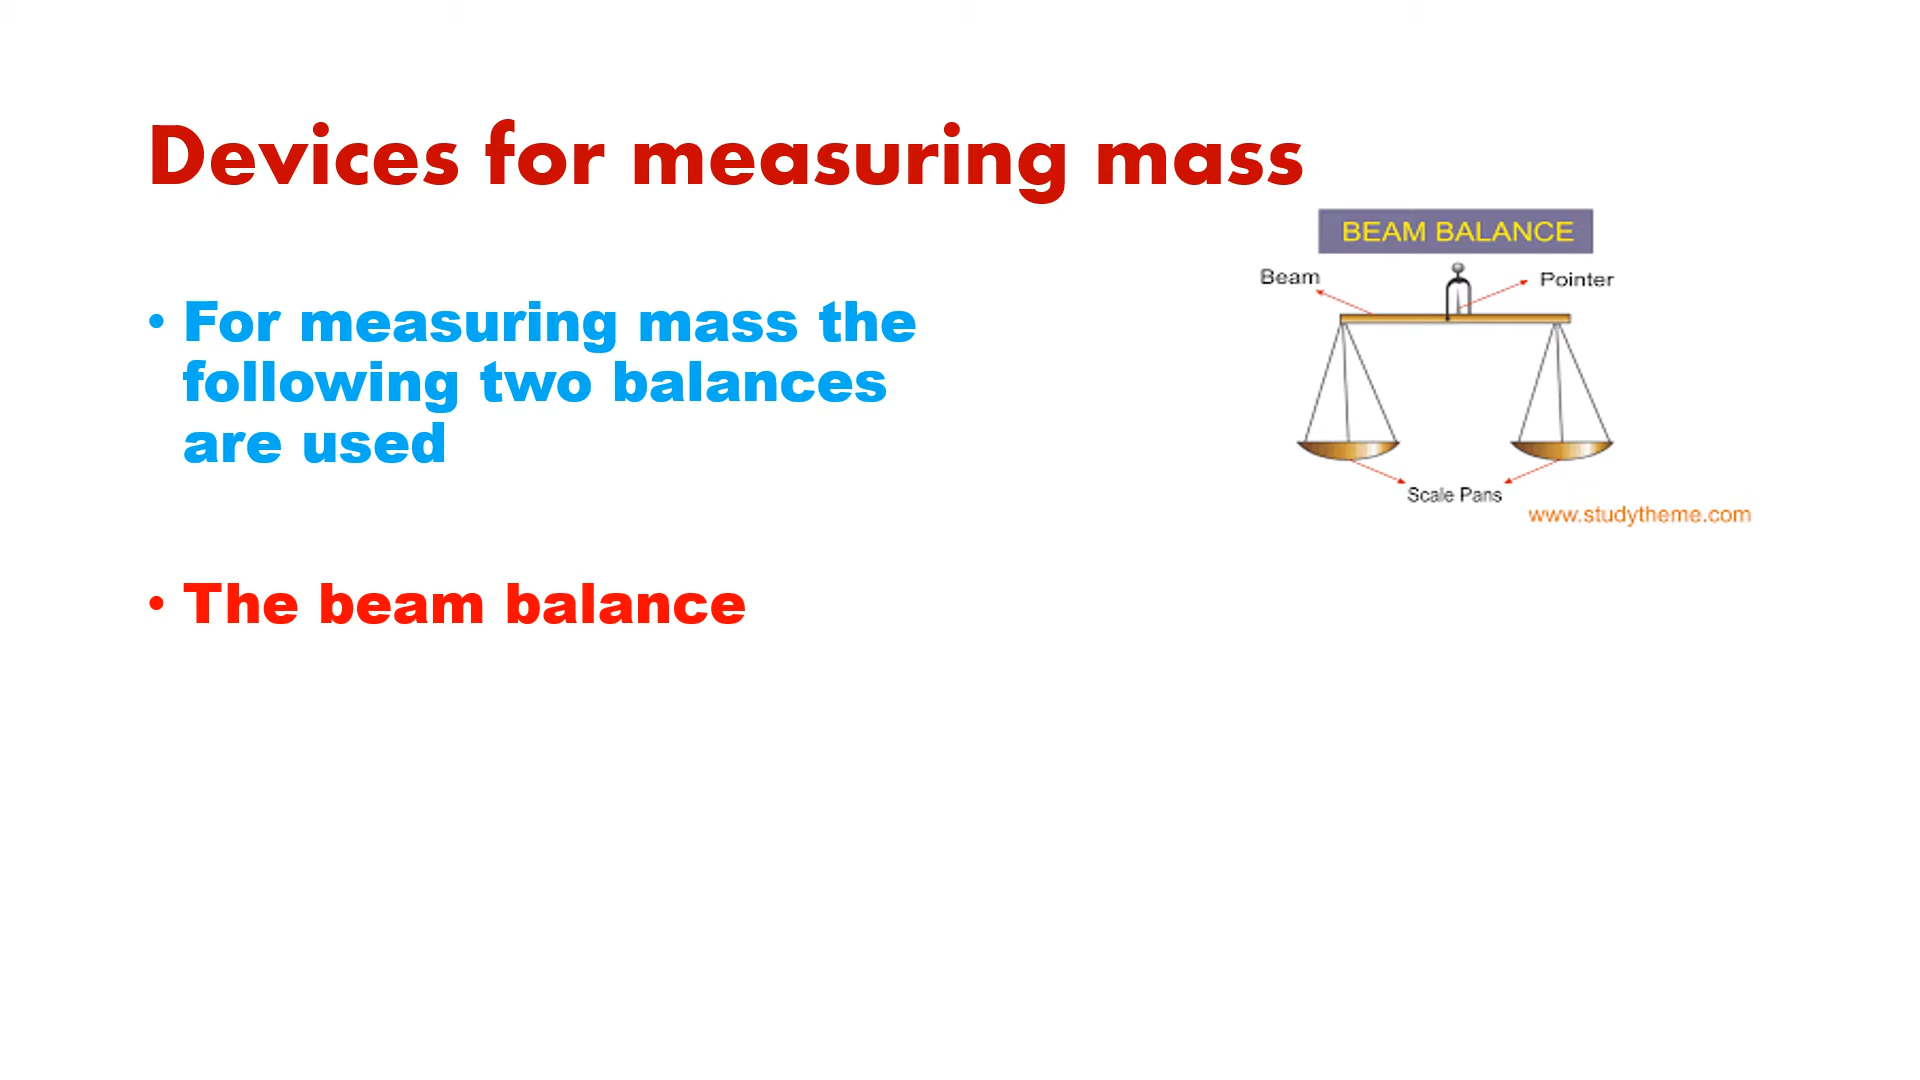 Devices for measuring mass
BEAM BALANCE
Beam
Pointer
• For measuring mass the
following two balances
are used
Scale Pans
www.studytheme.com
• The beam balance